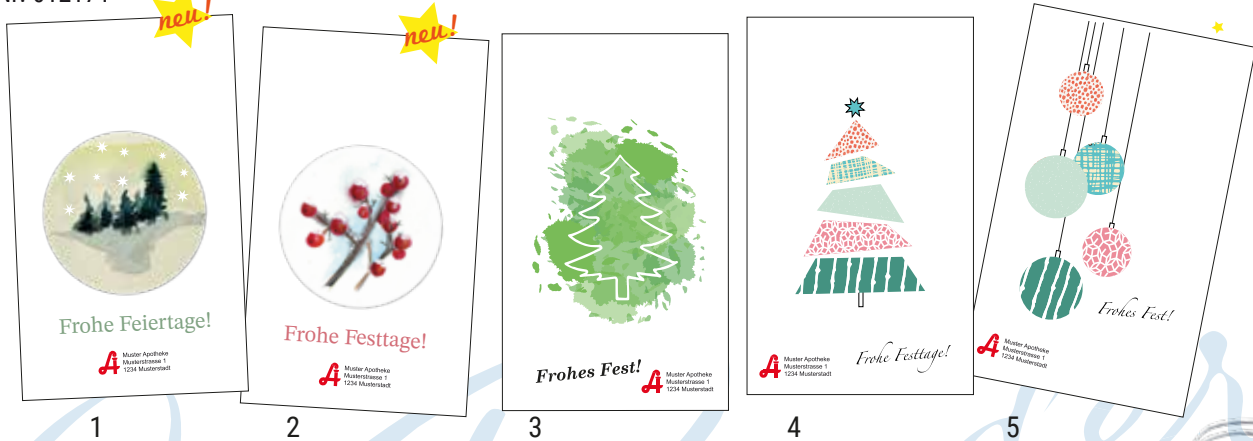 neu!
neu!
Frohe Feiertage!
Muster Apotheke
Musterstrasse 1
1234 Musterstadt
1
Frohe Festtage!
Muster Apotheke
Musterstrasse 1
1234 Musterstadt
2
Frohes Fest!
Muster Apotheke
Musterstrasse 1
1234 Musterstadt
3
Muster Apotheke
Musterstrasse 1
1234 Musterstadt
Frohe Festtage!
4
Frohes Fest!
Muster Apotheke
Musterstrasse 1
1234 Musterstadt
5